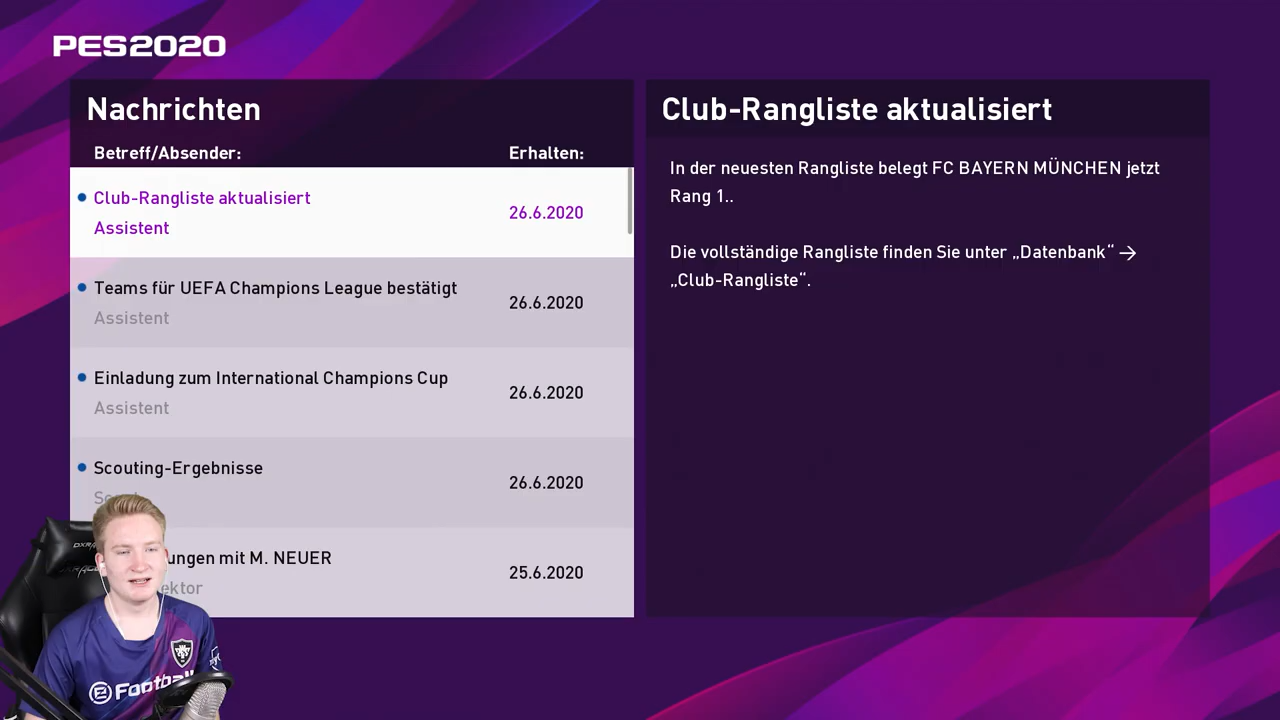 PES2020
Nachrichten
Betreff/Absender: Erhalten:
Club-Rangliste aktualisiert
Assistent
26.6.2020
Teams für UEFA Champions League bestätigt
Assistent
26.6.2020
Einladung zum International Champions Cup
Assistent
26.6.2020
Scouting-Ergebnisse
26.6.2020
ungen mit M. NEUER
ektor
25.6.2020
Club-Rangliste aktualisiert
In der neuesten Rangliste belegt FC BAYERN MÜNCHEN jetzt
Rang 1..
Die vollständige Rangliste finden Sie unter „Datenbank“ →
„Club-Rangliste“.
eFootball